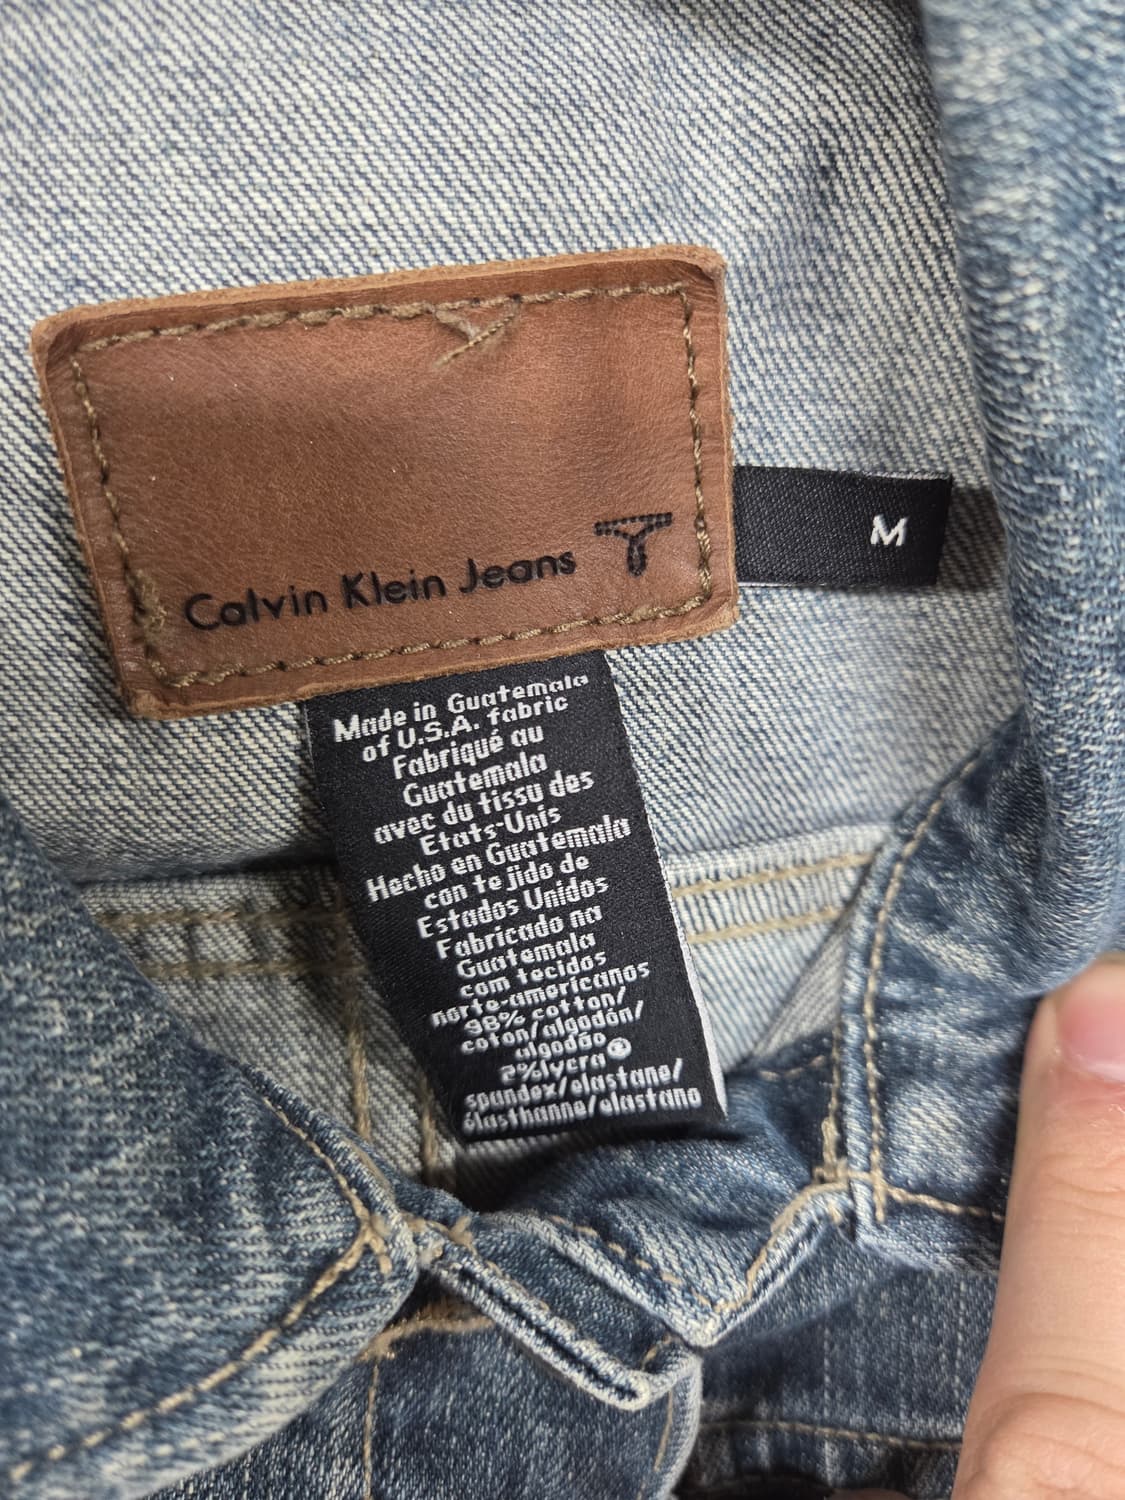 Calvin Klein Jeans
M
Made in Guatemala
of U.S.A. fabric
Fabriqué au
Guatemala
avec du tissu des
Etats-Unis
Hecho en Guatemala
con tejido de
Estados Unidos
Fabricado na
Guatemala
com tecidos
norte-americanos
98% cotton/
coton/algodón/
algodão
2%lycra®
spandex/elastane/
élasthanne/elastano